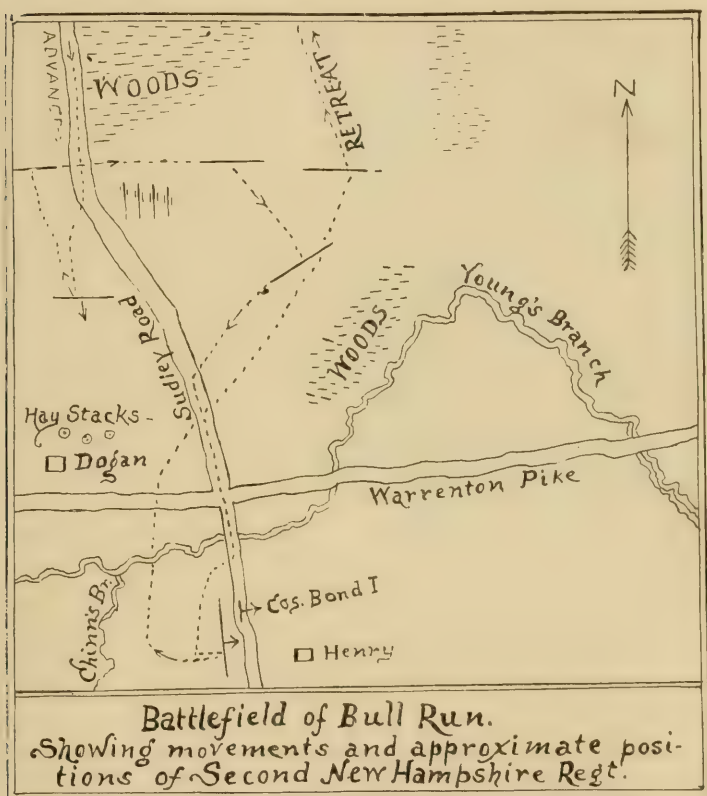 ADVANCE
WOODS
RETREAT
N
Sudley Road
WOODS
Young's Branch
Hay Stacks
Dogan
Warrenton Pike
Chinn's Br.
Cos. B and I
Henry
Battlefield of Bull Run.
Showing movements and approximate posi-
tions of Second New Hampshire Regt.